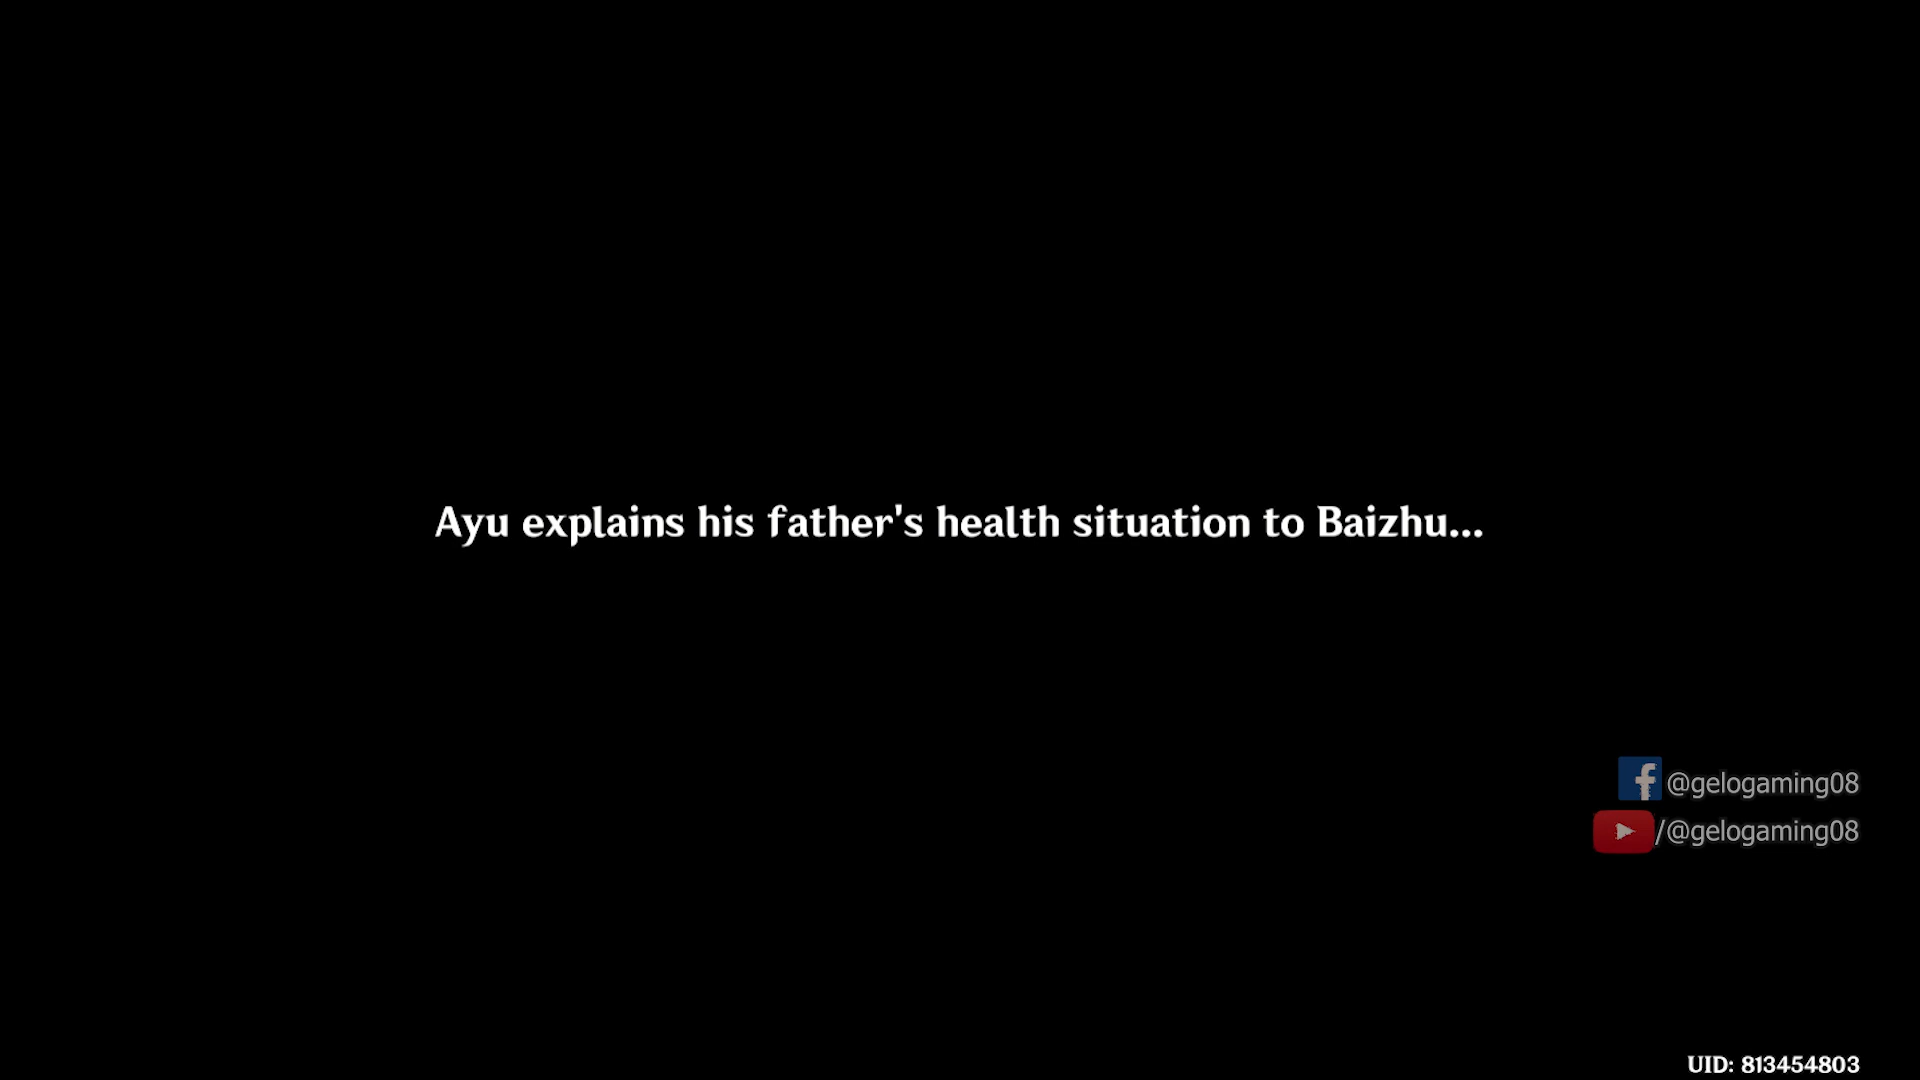 Ayu explains his father's health situation to Baizhu...
@gelogaming08
/@gelogaming08
UID: 813454803